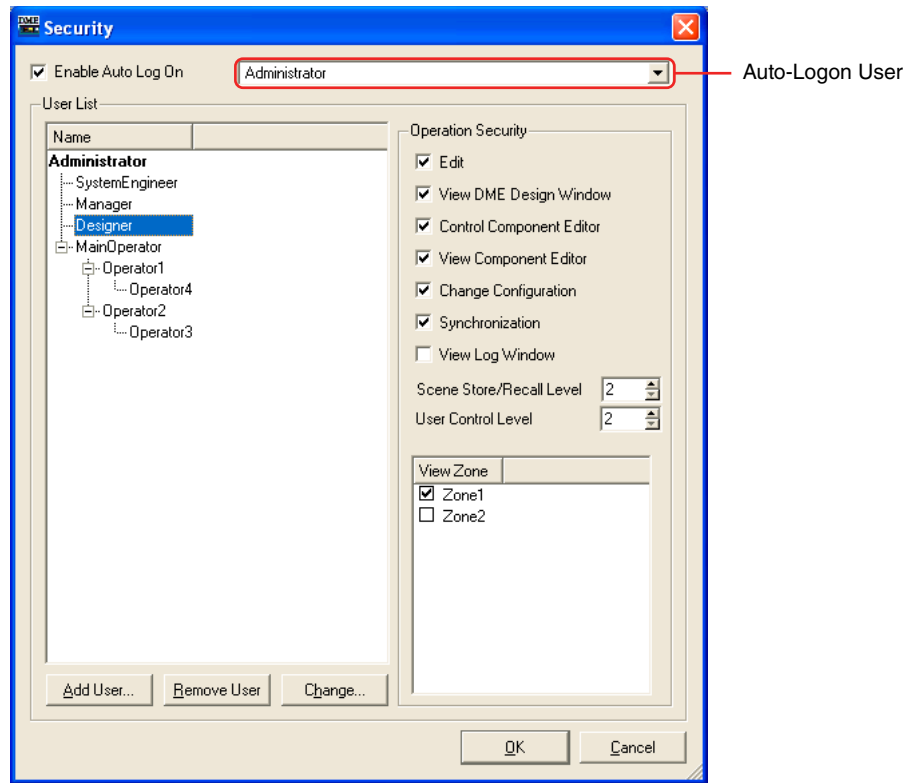 DME
Security
Enable Auto Log On
Administrator
Auto-Logon User
User List
Name
Administrator
SystemEngineer
Manager
Designer
MainOperator
Operator1
Operator4
Operator2
Operator3
Operation Security
Edit
View DME Design Window
Control Component Editor
View Component Editor
Change Configuration
Synchronization
View Log Window
Scene Store/Recall Level 2
User Control Level 2
View Zone
Zone1
Zone2
Add User... Remove User Change...
OK Cancel